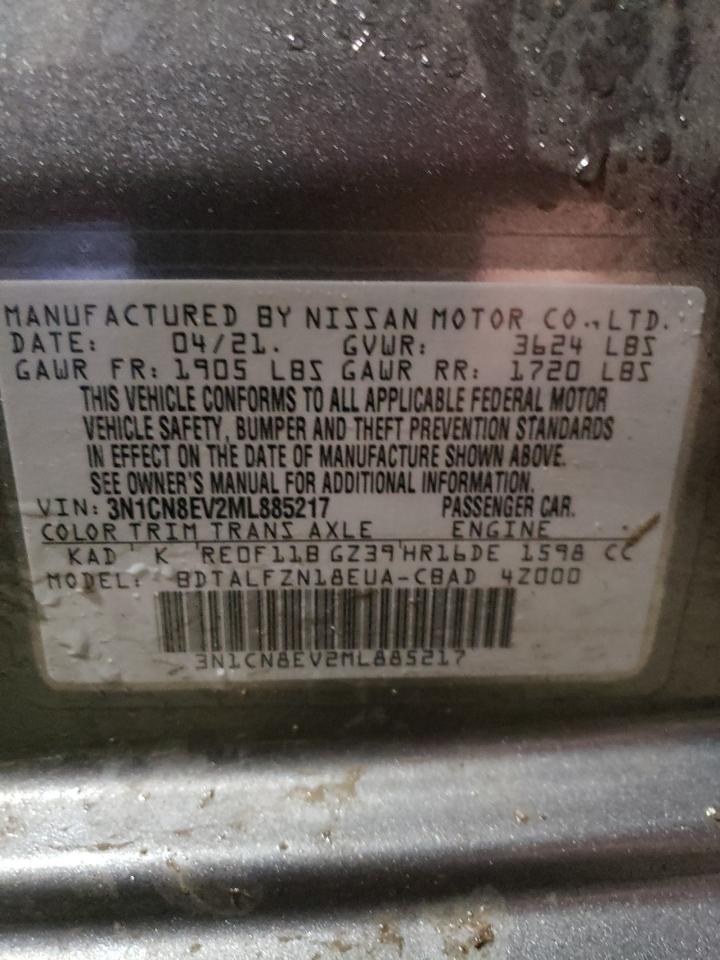 MANUFACTURED BY NISSAN MOTOR CO.,LTD.
DATE: 04/21. GVWR: 3624 LBS
GAWR FR: 1905 LBS GAWR RR: 1720 LBS
THIS VEHICLE CONFORMS TO ALL APPLICABLE FEDERAL MOTOR
VEHICLE SAFETY, BUMPER AND THEFT PREVENTION STANDARDS
IN EFFECT ON THE DATE OF MANUFACTURE SHOWN ABOVE.
SEE OWNER'S MANUAL FOR ADDITIONAL INFORMATION.
VIN: 3N1CN8EV2ML885217 PASSENGER CAR.
COLOR TRIM TRANS AXLE ENGINE
KAD K RE0F11B GZ39 HR16DE 1598 CC
MODEL: BDTALFZN18EUA-CBAD 4Z000
3N1CN8EV2ML885217